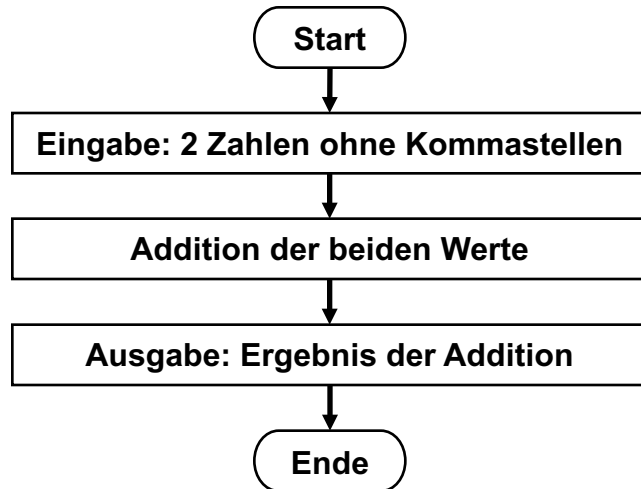 Start
Eingabe: 2 Zahlen ohne Kommastellen
Addition der beiden Werte
Ausgabe: Ergebnis der Addition
Ende